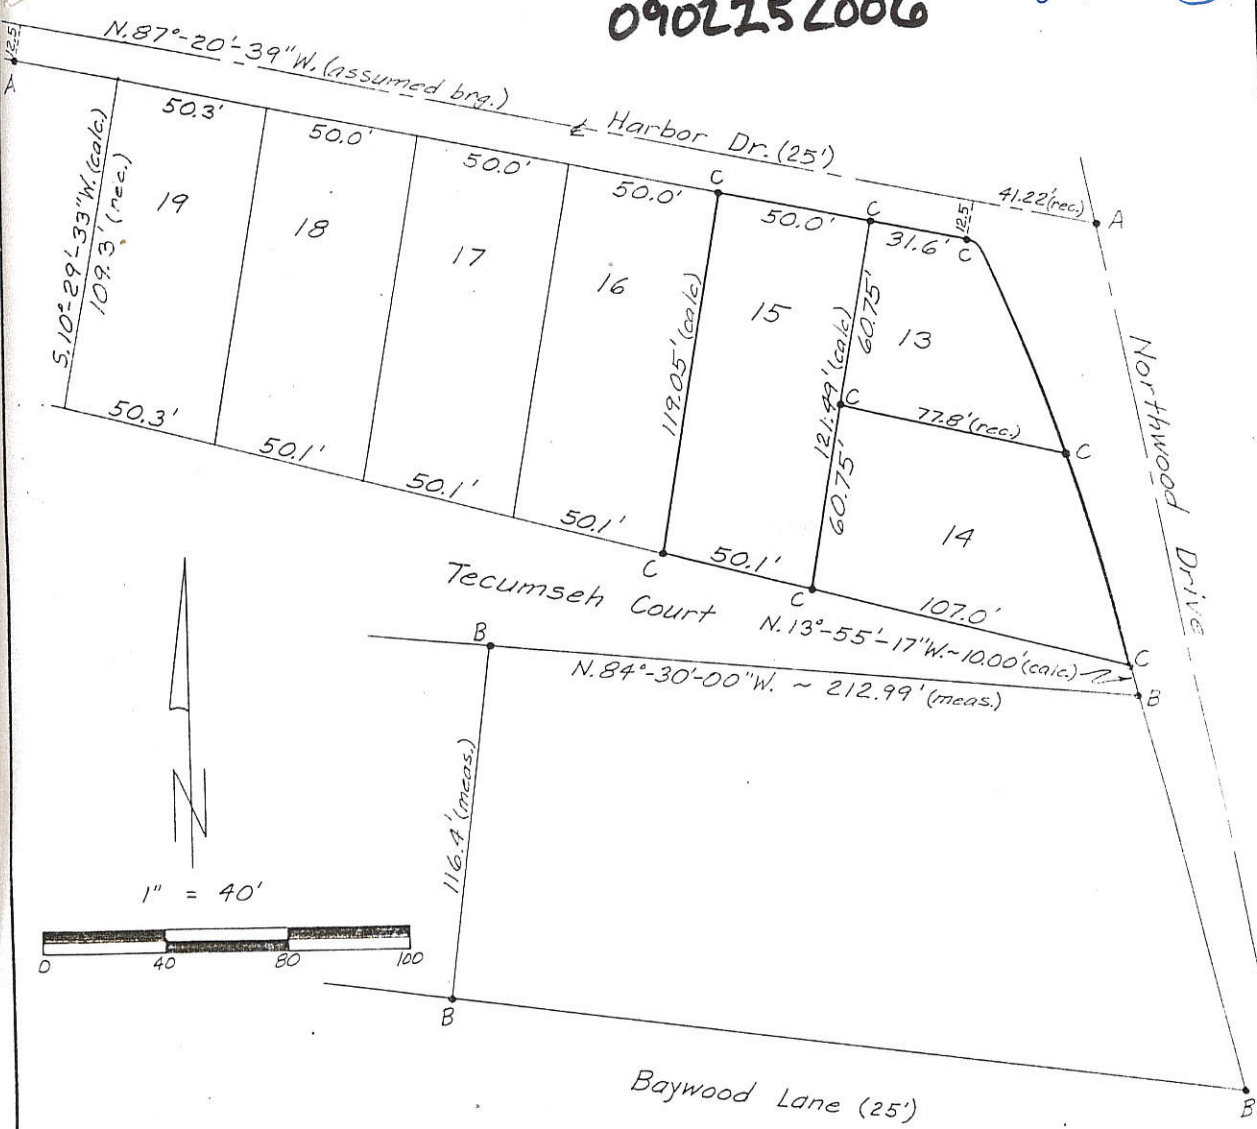 0902252006
12.5
N.87°-20'-39"W. (assumed brg.)
A
℄ Harbor Dr. (25')
41.22'(rec.)
A
12.5
50.3'
50.0'
50.0'
50.0'
C
50.0'
C
31.6'
C
S.10°-29'-33"W. (calc.)
109.3' (rec.)
19
18
17
16
15
13
119.05' (calc)
121.49' (calc)
60.75'
C
77.8'(rec.)
C
60.75'
14
Northwood Drive
50.3'
50.1'
50.1'
50.1'
C
50.1'
C
107.0'
C
Tecumseh Court
N.13°-55'-17"W.~10.00'(calc.)
B
N.84°-30'-00"W. ~ 212.99' (meas.)
B
116.4' (meas.)
N
1" = 40'
0 40 80 100
B
Baywood Lane (25')
B